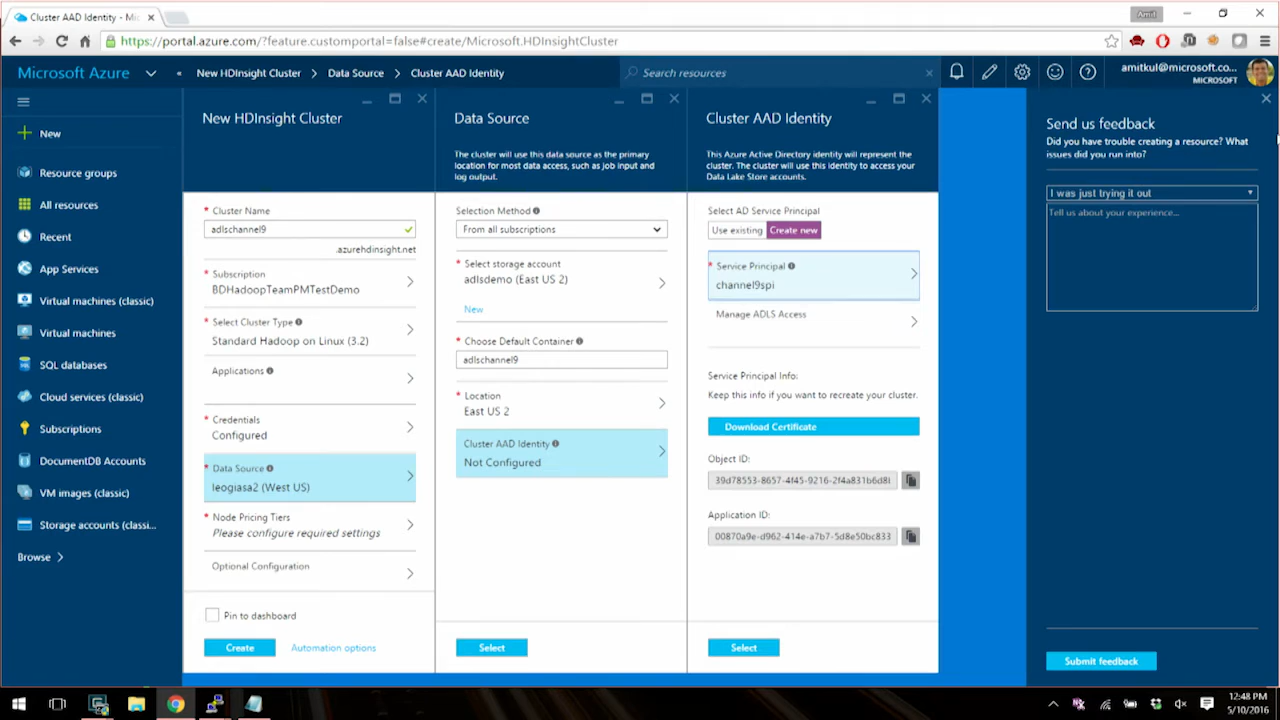 Cluster AAD Identity - Mi
Amit
https://portal.azure.com/?feature.customportal=false#create/Microsoft.HDInsightCluster
Microsoft Azure
New HDInsight Cluster > Data Source > Cluster AAD Identity
Search resources
amitkul@microsoft.co...
MICROSOFT
New
Resource groups
All resources
Recent
App Services
Virtual machines (classic)
Virtual machines
SQL databases
Cloud services (classic)
Subscriptions
DocumentDB Accounts
VM images (classic)
Storage accounts (classi...
Browse >
New HDInsight Cluster
* Cluster Name
adlschannel9
.azurehdinsight.net
* Subscription
BDHadoopTeamPMTestDemo
* Select Cluster Type
Standard Hadoop on Linux (3.2)
Applications
* Credentials
Configured
* Data Source
leogiasa2 (West US)
* Node Pricing Tiers
Please configure required settings
Optional Configuration
Pin to dashboard
Create
Automation options
Data Source
The cluster will use this data source as the primary
location for most data access, such as job input and
log output.
Selection Method
From all subscriptions
* Select storage account
adlsdemo (East US 2)
New
* Choose Default Container
adlschannel9
* Location
East US 2
Cluster AAD Identity
Not Configured
Select
Cluster AAD Identity
This Azure Active Directory identity will represent the
cluster. The cluster will use this identity to access your
Data Lake Store accounts.
Select AD Service Principal
Use existing Create new
* Service Principal
channel9spi
Manage ADLS Access
Service Principal Info:
Keep this info if you want to recreate your cluster.
Download Certificate
Object ID:
39d78553-8657-4f45-9216-2f4a831b6d8
Application ID:
00870a9e-d962-414e-a7b7-5d8e50bc833
Select
Send us feedback
Did you have trouble creating a resource? What
issues did you run into?
I was just trying it out
Tell us about your experience...
Submit feedback
12:48 PM
5/10/2016